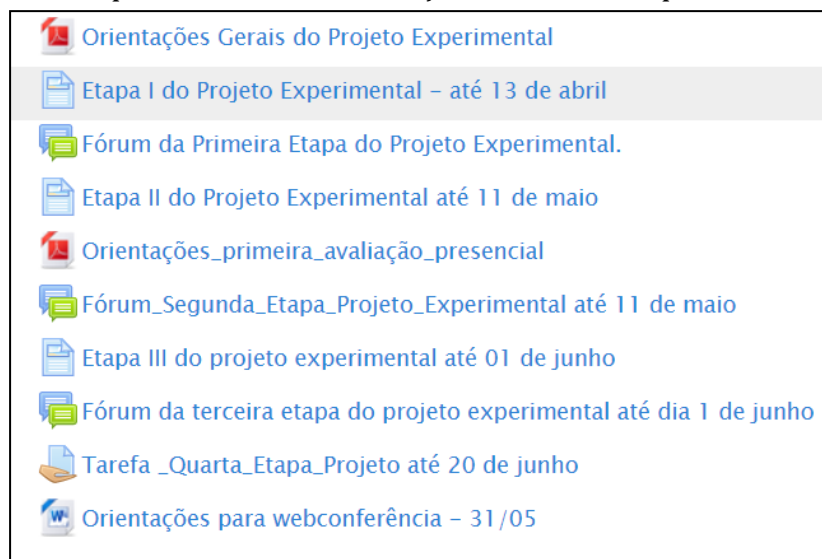 Orientações Gerais do Projeto Experimental
Etapa I do Projeto Experimental – até 13 de abril
Fórum da Primeira Etapa do Projeto Experimental.
Etapa II do Projeto Experimental até 11 de maio
Orientações_primeira_avaliação_presencial
Fórum_Segunda_Etapa_Projeto_Experimental até 11 de maio
Etapa III do projeto experimental até 01 de junho
Fórum da terceira etapa do projeto experimental até dia 1 de junho
Tarefa _Quarta_Etapa_Projeto até 20 de junho
Orientações para webconferência – 31/05